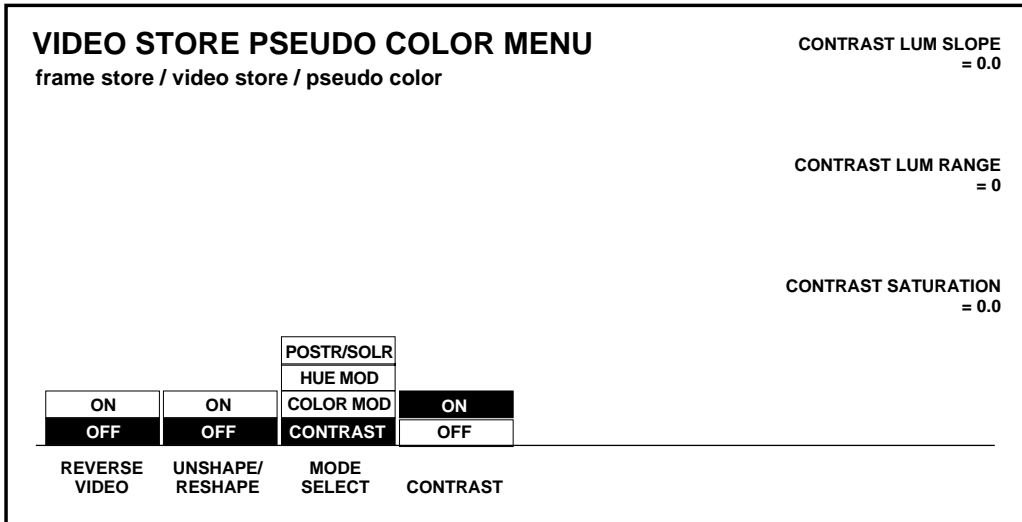 VIDEO STORE PSEUDO COLOR MENU
frame store / video store / pseudo color
CONTRAST LUM SLOPE
= 0.0
CONTRAST LUM RANGE
= 0
CONTRAST SATURATION
= 0.0
POSTR/SOLR
HUE MOD
ON ON COLOR MOD ON
OFF OFF CONTRAST OFF
REVERSE UNSHAPE/ MODE
VIDEO RESHAPE SELECT CONTRAST